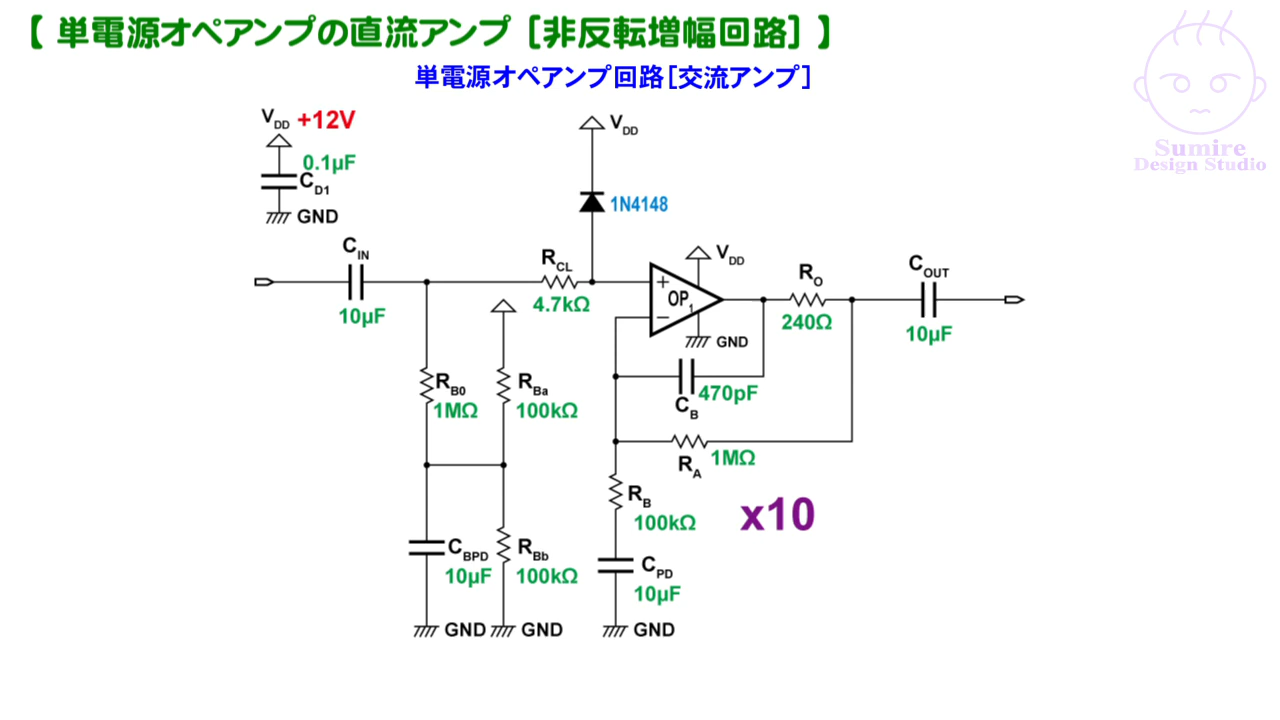 【 単電源オペアンプの直流アンプ [非反転増幅回路] 】
単電源オペアンプ回路[交流アンプ]
Sumire
Design Studio
VDD +12V
0.1µF
CD1
GND
VDD
1N4148
CIN
10µF
RCL
4.7kΩ
VDD
+
OP1
−
GND
RO
240Ω
COUT
10µF
RB0
1MΩ
RBa
100kΩ
CB
470pF
RA
1MΩ
RB
100kΩ
x10
CBPD
10µF
RBb
100kΩ
CPD
10µF
GND
GND
GND